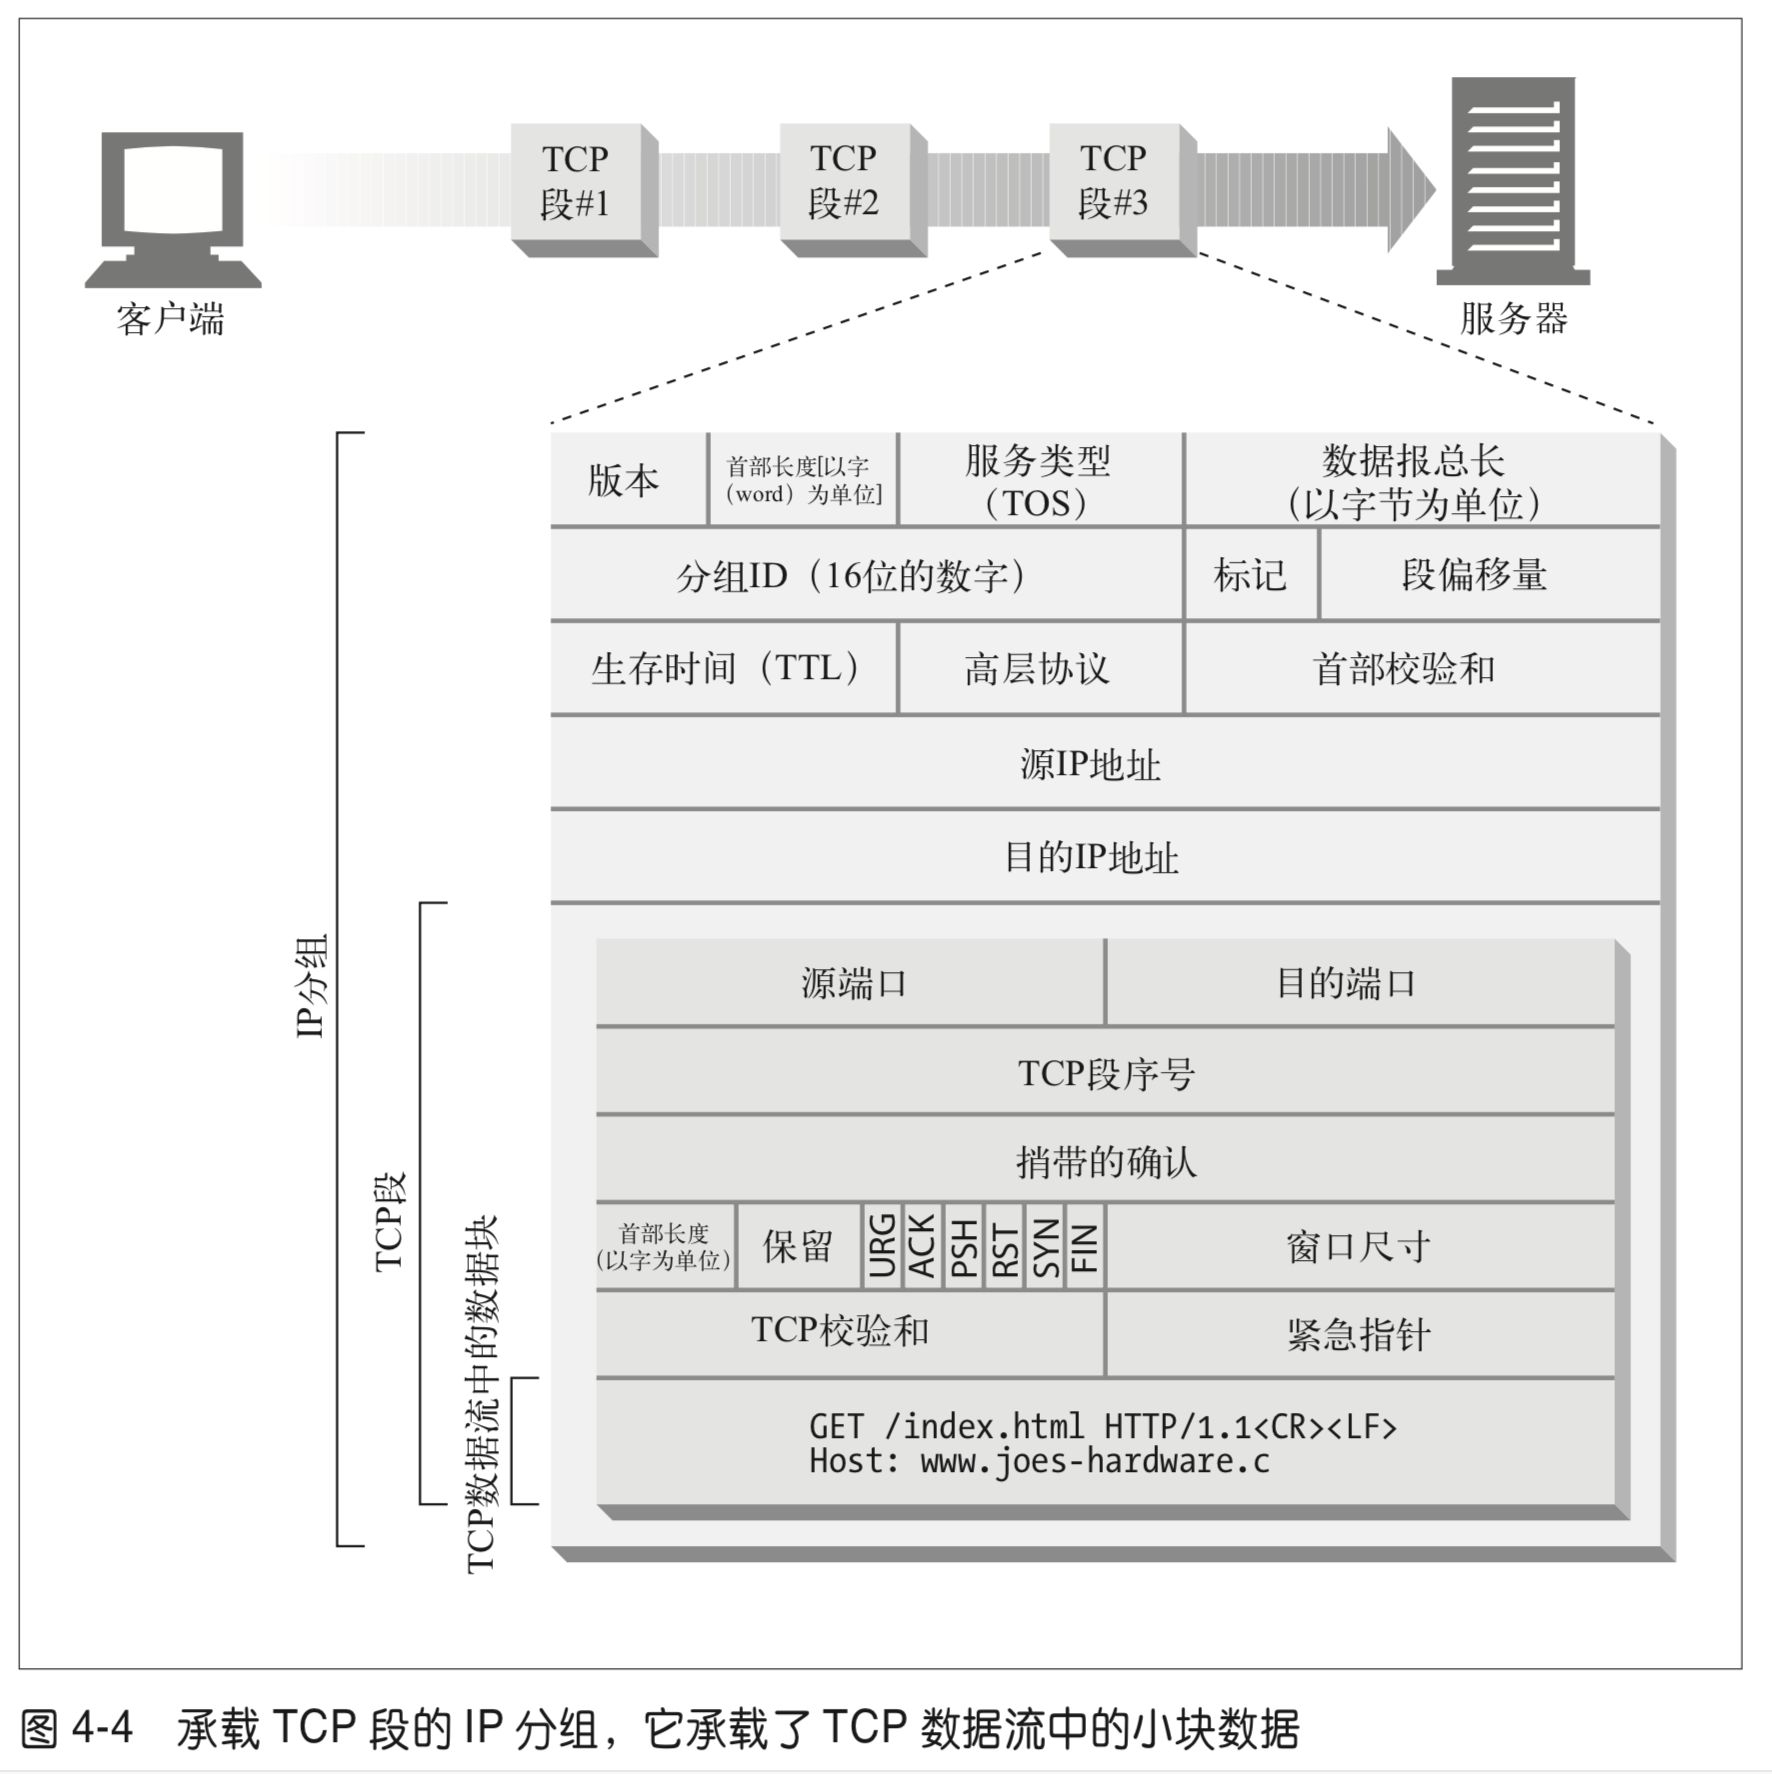 TCP
段#1
TCP
段#2
TCP
段#3
客户端
服务器
版本
首部长度[以字
（word）为单位]
服务类型
（TOS）
数据报总长
（以字节为单位）
分组ID（16位的数字）
标记
段偏移量
生存时间（TTL）
高层协议
首部校验和
源IP地址
目的IP地址
IP分组
TCP段
TCP数据流中的数据块
源端口
目的端口
TCP段序号
捎带的确认
首部长度
（以字为单位）
保留
URG
ACK
PSH
RST
SYN
FIN
窗口尺寸
TCP校验和
紧急指针
GET /index.html HTTP/1.1<CR><LF>
Host: www.joes-hardware.c
图 4-4 承载 TCP 段的 IP 分组，它承载了 TCP 数据流中的小块数据